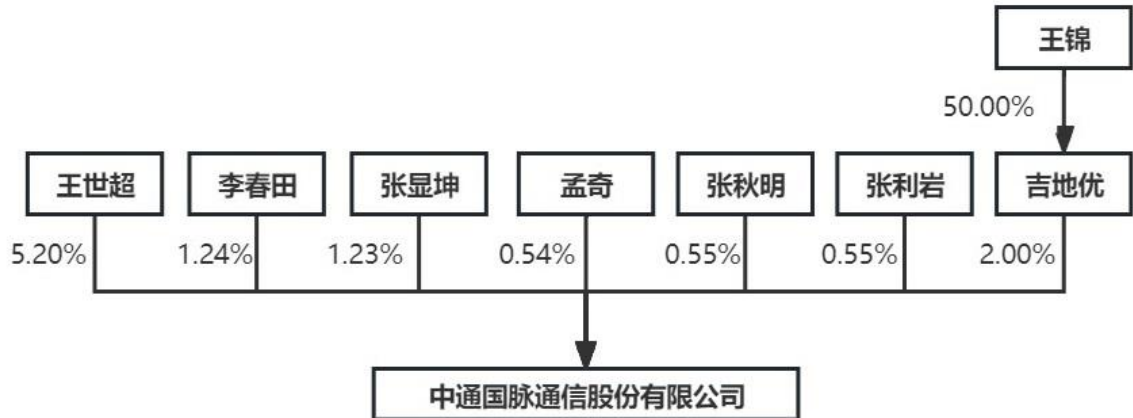 王锦
50.00%
王世超 李春田 张显坤 孟奇 张秋明 张利岩 吉地优
5.20% 1.24% 1.23% 0.54% 0.55% 0.55% 2.00%
中通国脉通信股份有限公司